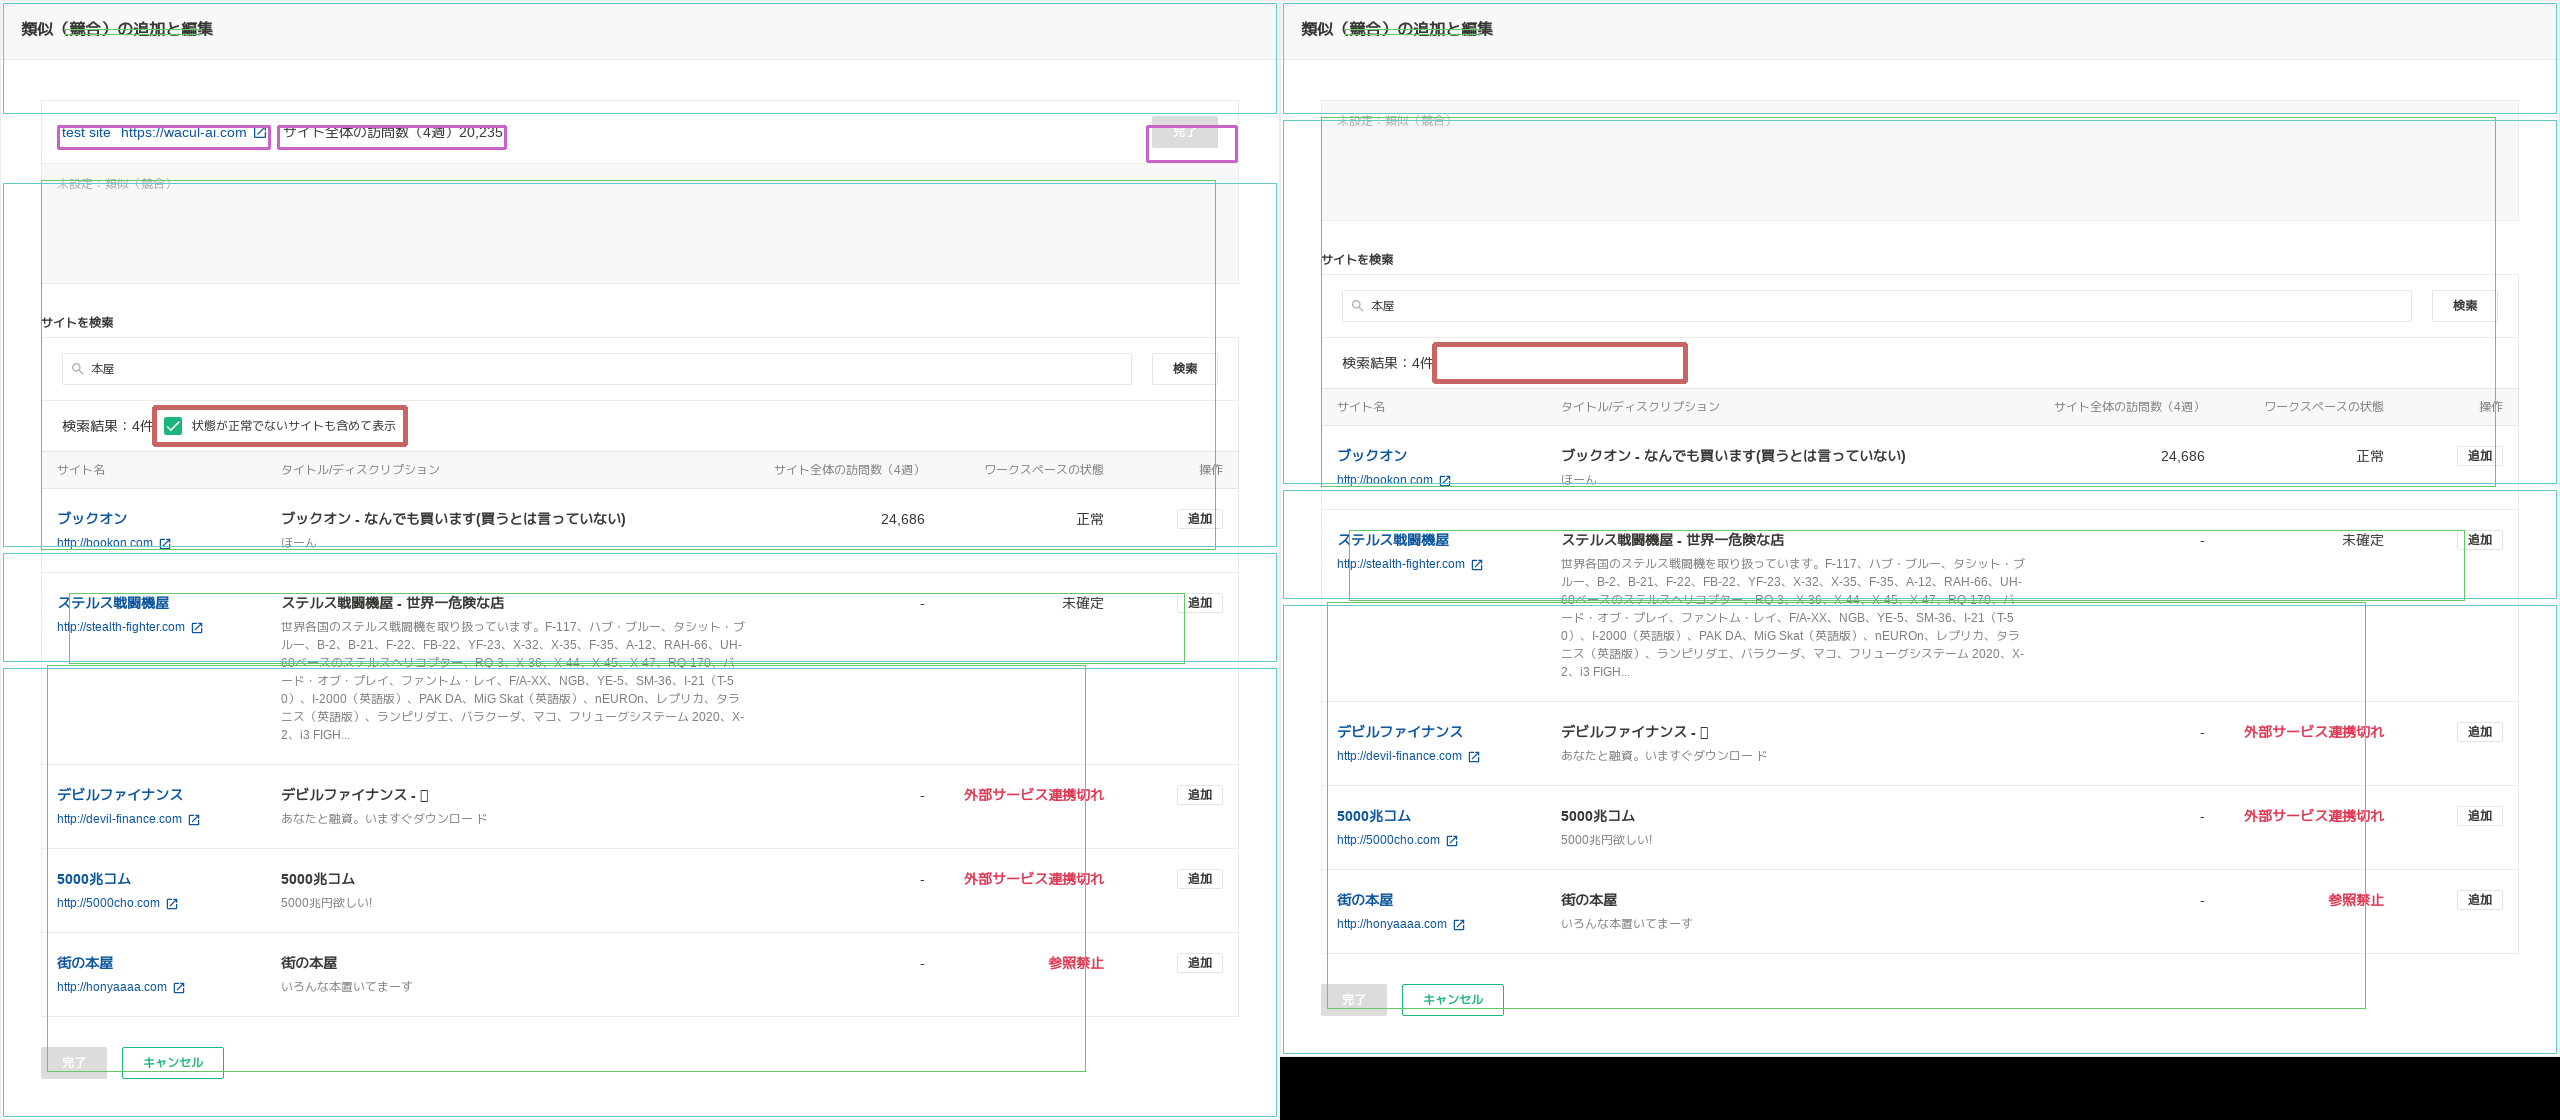 類似（競合）の追加と編集
test site https://wacul-ai.com サイト全体の訪問数（4週）20,235 完了
未設定：類似（競合）
サイトを検索
本屋 検索
検索結果：4件 状態が正常でないサイトも含めて表示
サイト名 タイトル/ディスクリプション サイト全体の訪問数（4週） ワークスペースの状態 操作
ブックオン ブックオン - なんでも買います(買うとは言っていない) 24,686 正常 追加
http://bookon.com ほーん
ステルス戦闘機屋 ステルス戦闘機屋 - 世界一危険な店 - 未確定 追加
http://stealth-fighter.com 世界各国のステルス戦闘機を取り扱っています。F-117、ハブ・ブルー、タシット・ブ
ルー、B-2、B-21、F-22、FB-22、YF-23、X-32、X-35、F-35、A-12、RAH-66、UH-
60ベースのステルスヘリコプター、RQ-3、X-36、X-44、X-45、X-47、RQ-170、バ
ード・オブ・プレイ、ファントム・レイ、F/A-XX、NGB、YE-5、SM-36、I-21（T-5
0）、I-2000（英語版）、PAK DA、MiG Skat（英語版）、nEUROn、レプリカ、タラ
ニス（英語版）、ランピリダエ、バラクーダ、マコ、フリューグシステーム 2020、X-
2、i3 FIGH...
デビルファイナンス デビルファイナンス - - 外部サービス連携切れ 追加
http://devil-finance.com あなたと融資。いますぐダウンロー ド
5000兆コム 5000兆コム - 外部サービス連携切れ 追加
http://5000cho.com 5000兆円欲しい!
街の本屋 街の本屋 - 参照禁止 追加
http://honyaaaa.com いろんな本置いてまーす
完了 キャンセル
類似（競合）の追加と編集
未設定：類似（競合）
サイトを検索
本屋 検索
検索結果：4件
サイト名 タイトル/ディスクリプション サイト全体の訪問数（4週） ワークスペースの状態 操作
ブックオン ブックオン - なんでも買います(買うとは言っていない) 24,686 正常 追加
http://bookon.com ほーん
ステルス戦闘機屋 ステルス戦闘機屋 - 世界一危険な店 - 未確定 追加
http://stealth-fighter.com 世界各国のステルス戦闘機を取り扱っています。F-117、ハブ・ブルー、タシット・ブ
ルー、B-2、B-21、F-22、FB-22、YF-23、X-32、X-35、F-35、A-12、RAH-66、UH-
60ベースのステルスヘリコプター、RQ-3、X-36、X-44、X-45、X-47、RQ-170、バ
ード・オブ・プレイ、ファントム・レイ、F/A-XX、NGB、YE-5、SM-36、I-21（T-5
0）、I-2000（英語版）、PAK DA、MiG Skat（英語版）、nEUROn、レプリカ、タラ
ニス（英語版）、ランピリダエ、バラクーダ、マコ、フリューグシステーム 2020、X-
2、i3 FIGH...
デビルファイナンス デビルファイナンス - - 外部サービス連携切れ 追加
http://devil-finance.com あなたと融資。いますぐダウンロー ド
5000兆コム 5000兆コム - 外部サービス連携切れ 追加
http://5000cho.com 5000兆円欲しい!
街の本屋 街の本屋 - 参照禁止 追加
http://honyaaaa.com いろんな本置いてまーす
完了 キャンセル